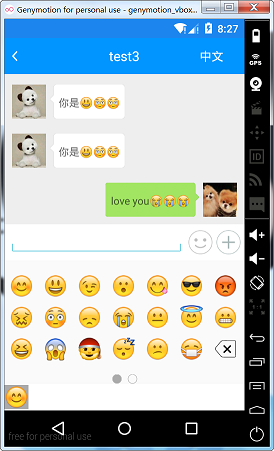 Genymotion for personal use - genymotion_vbox...
8:27
test3
中文
GPS
你是😃😳😳
你是😃😳😳
love you😭😭😭
ID
free for personal use